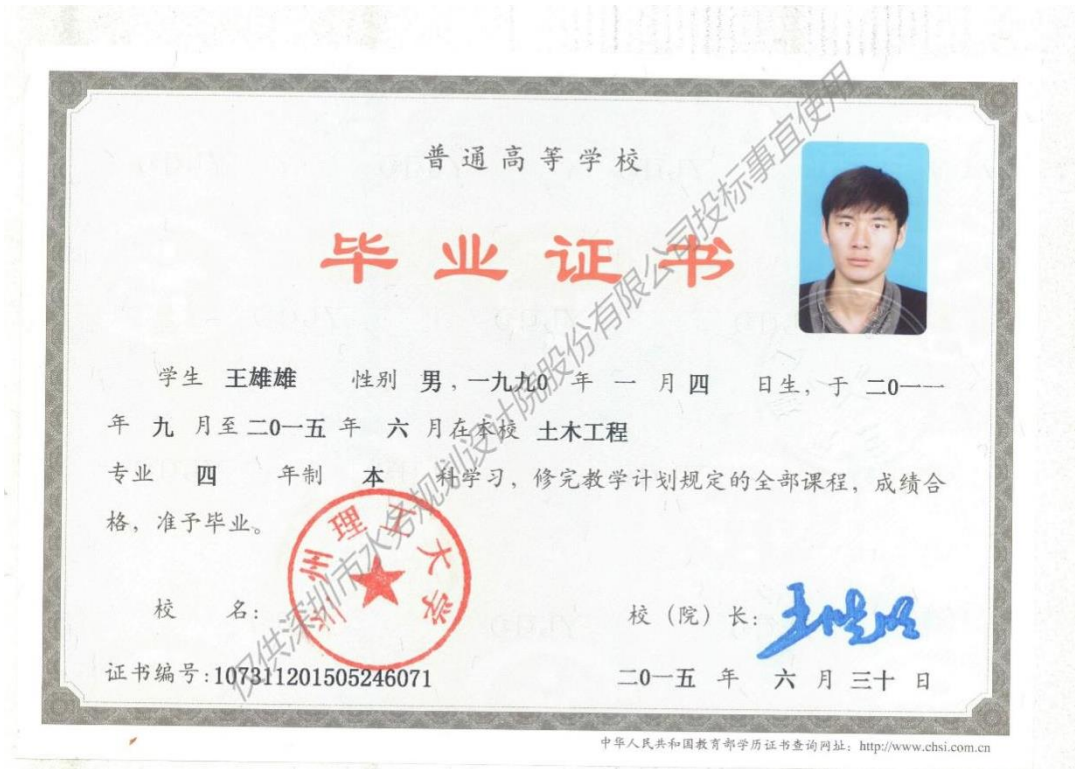 普通高等学校
毕业证书
学生 王雄雄 性别 男，一九九0 年 一 月 四 日生，于 二0一一
年 九 月至 二0一五 年 六 月在本校 土木工程
专业 四 年制 本 科学习，修完教学计划规定的全部课程，成绩合
格，准予毕业。
兰州理工大学
校 名：
校（院）长：
证书编号:107311201505246071
二0一五 年 六 月 三十 日
中华人民共和国教育部学历证书查询网址：http://www.chsi.com.cn
仅供深圳市水务规划设计院股份有限公司投标事宜使用